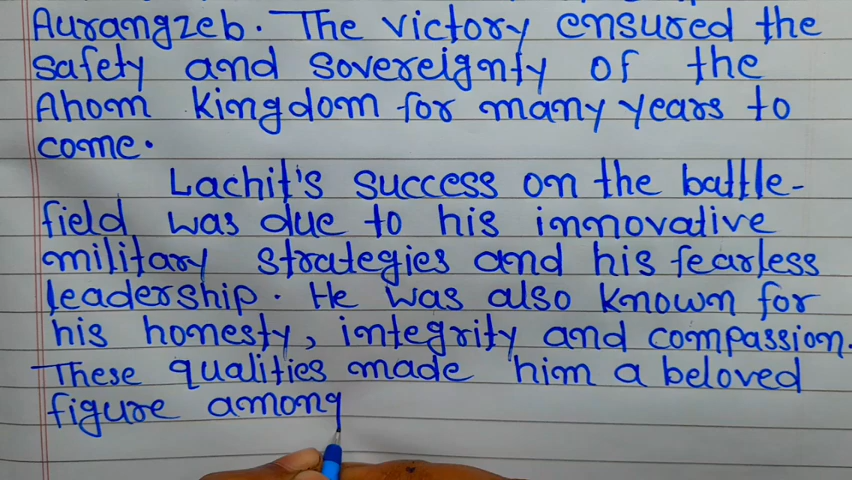 Aurangzeb. The victory ensured the
safety and sovereignty of the
Ahom kingdom for many years to
come.
Lachit's success on the battle-
field was due to his innovative
military strategies and his fearless
leadership. He was also known for
his honesty, integrity and compassion.
These qualities made him a beloved
figure among